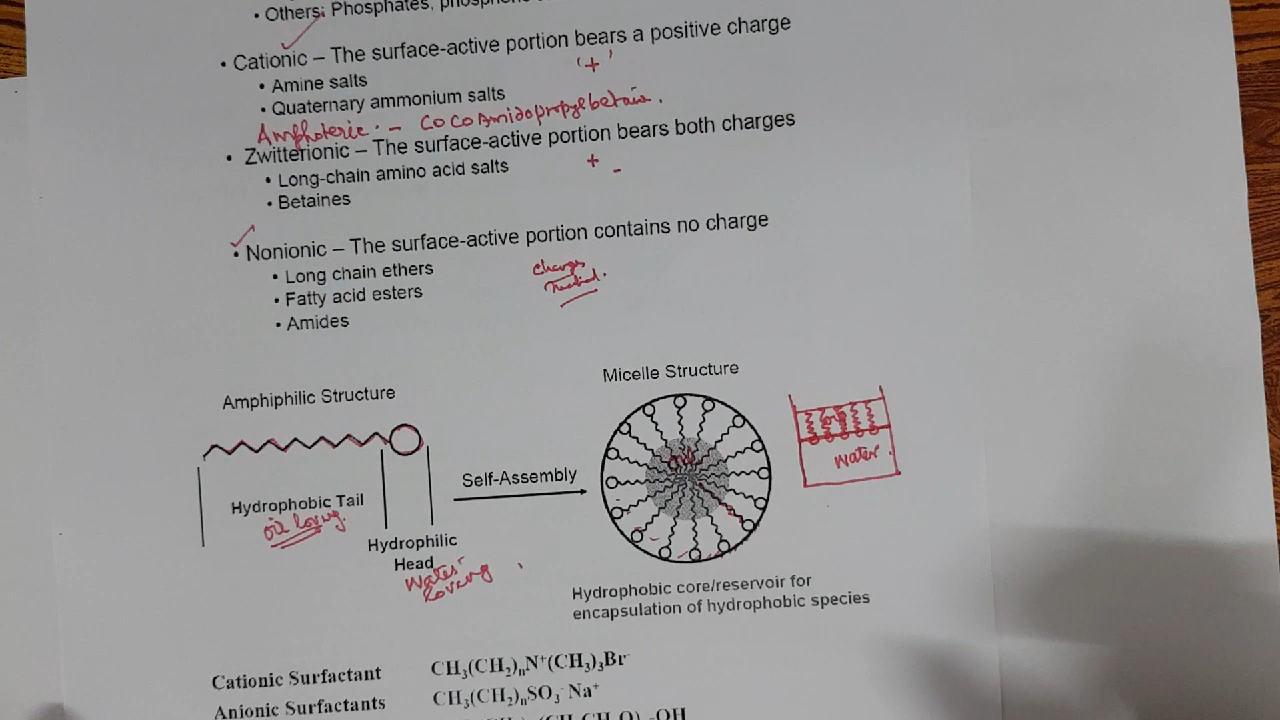 • Others: Phosphates,
• Cationic – The surface-active portion bears a positive charge
'+'
• Amine salts
• Quaternary ammonium salts
Amphoteric. – CocoAmidopropylbetain.
• Zwitterionic – The surface-active portion bears both charges
+ -
• Long-chain amino acid salts
• Betaines
• Nonionic – The surface-active portion contains no charge
• Long chain ethers
charge
• Fatty acid esters
• Amides
Amphiphilic Structure
Micelle Structure
Hydrophobic Tail
oil loving.
Hydrophilic
Head
Water
Loving
Self-Assembly
water.
Hydrophobic core/reservoir for
encapsulation of hydrophobic species
Cationic Surfactant CH₃(CH₂)ₙN⁺(CH₃)₃Br⁻
Anionic Surfactants CH₃(CH₂)ₙSO₃⁻Na⁺